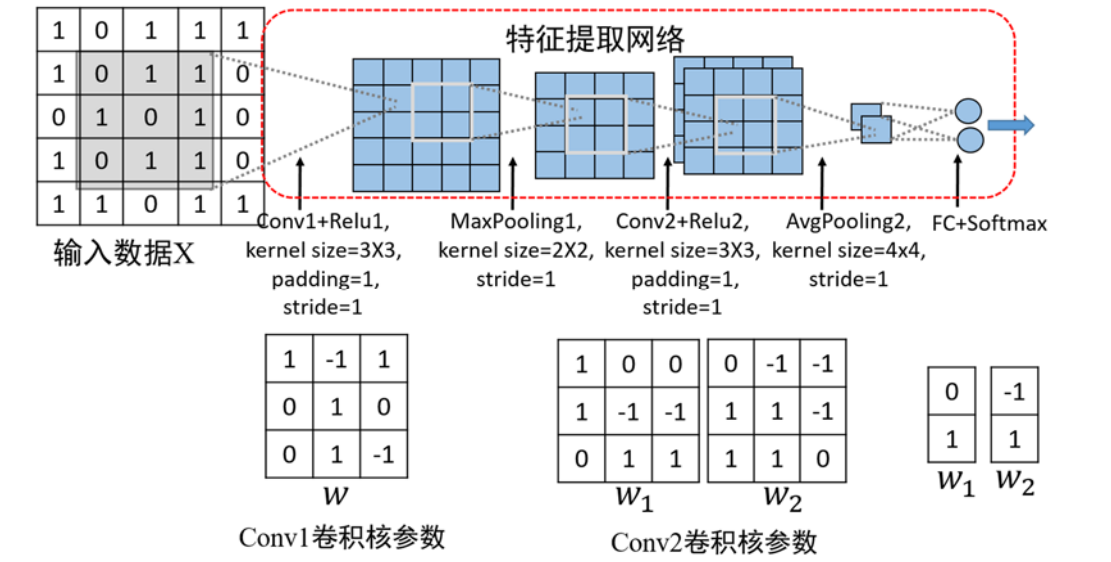 特征提取网络
1 0 1 1 1
1 0 1 1 0
0 1 0 1 0
1 0 1 1 0
1 1 0 1 1
输入数据X
Conv1+Relu1,
kernel size=3X3,
padding=1,
stride=1
MaxPooling1,
kernel size=2X2,
stride=1
Conv2+Relu2,
kernel size=3X3,
padding=1,
stride=1
AvgPooling2,
kernel size=4x4,
stride=1
FC+Softmax
1 -1 1
0 1 0
0 1 -1
w
Conv1卷积核参数
1 0 0
1 -1 -1
0 1 1
w₁
0 -1 -1
1 1 -1
1 1 0
w₂
Conv2卷积核参数
0
1
w₁
-1
1
w₂